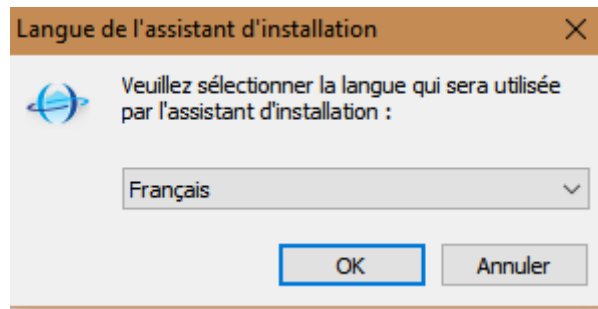 Langue de l'assistant d'installation
Veuillez sélectionner la langue qui sera utilisée
par l'assistant d'installation :
Français
OK
Annuler